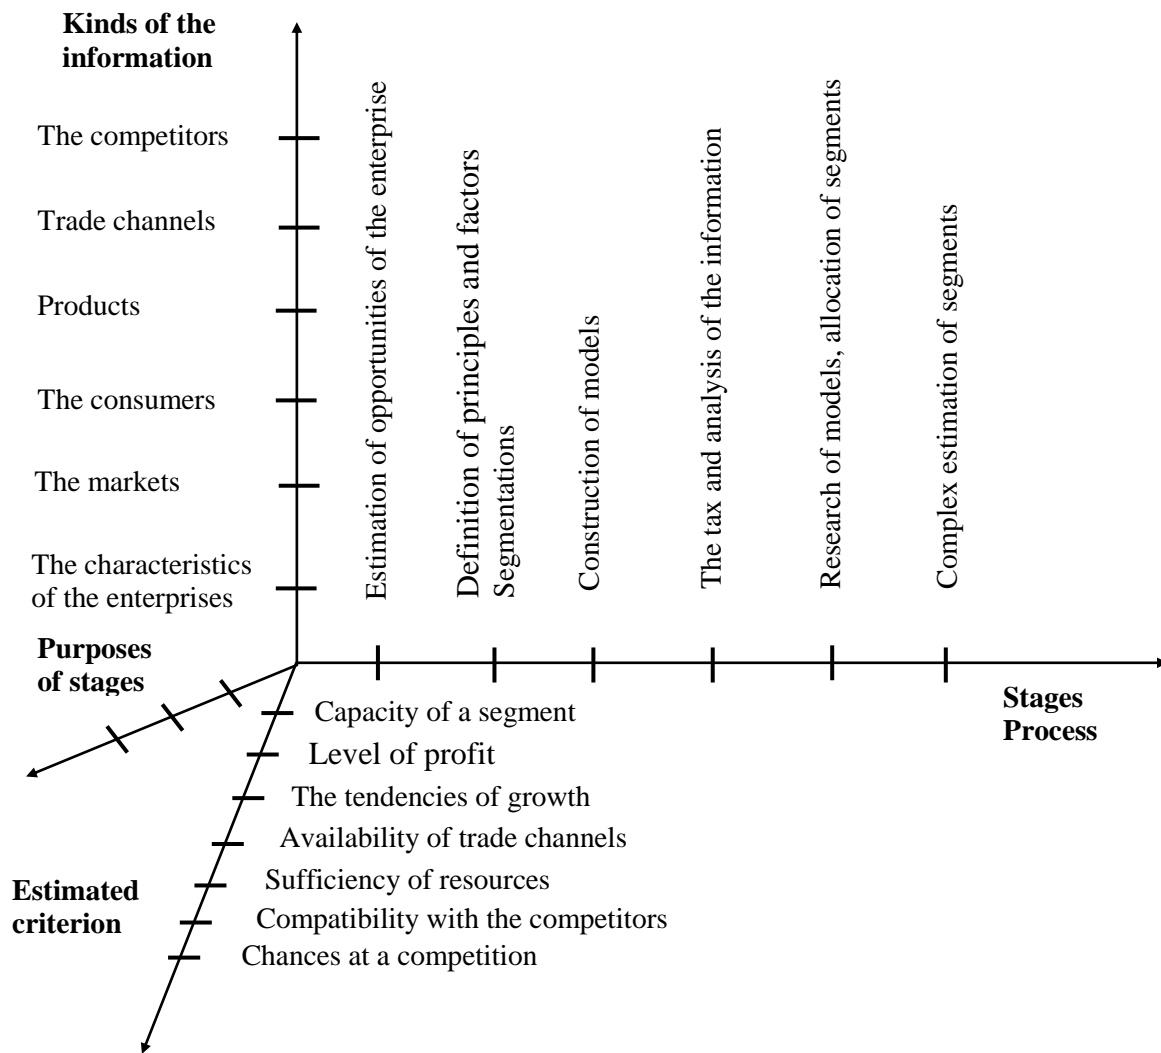 Kinds of the
information
The competitors
Trade channels
Products
The consumers
The markets
The characteristics
of the enterprises
Estimation of opportunities of the enterprise
Definition of principles and factors
Segmentations
Construction of models
The tax and analysis of the information
Research of models, allocation of segments
Complex estimation of segments
Purposes
of stages
Stages
Process
Capacity of a segment
Level of profit
The tendencies of growth
Availability of trade channels
Sufficiency of resources
Compatibility with the competitors
Chances at a competition
Estimated
criterion